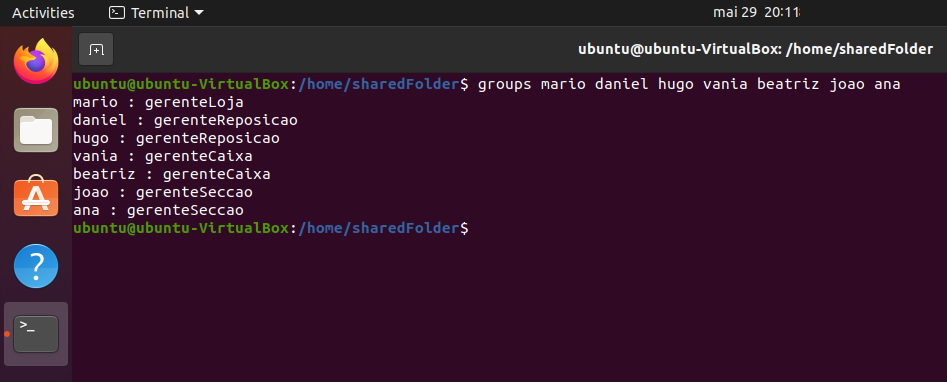 Activities
Terminal
mai 29 20:11
ubuntu@ubuntu-VirtualBox: /home/sharedFolder
ubuntu@ubuntu-VirtualBox:/home/sharedFolder$ groups mario daniel hugo vania beatriz joao ana
mario : gerenteLoja
daniel : gerenteReposicao
hugo : gerenteReposicao
vania : gerenteCaixa
beatriz : gerenteCaixa
joao : gerenteSeccao
ana : gerenteSeccao
ubuntu@ubuntu-VirtualBox:/home/sharedFolder$
?
>_